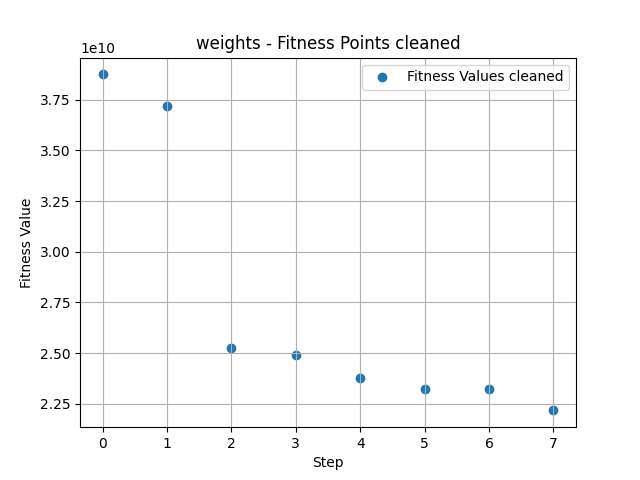 weights - Fitness Points cleaned
1e10
Fitness Values cleaned
3.75
3.50
3.25
3.00
2.75
2.50
2.25
Fitness Value
0 1 2 3 4 5 6 7
Step